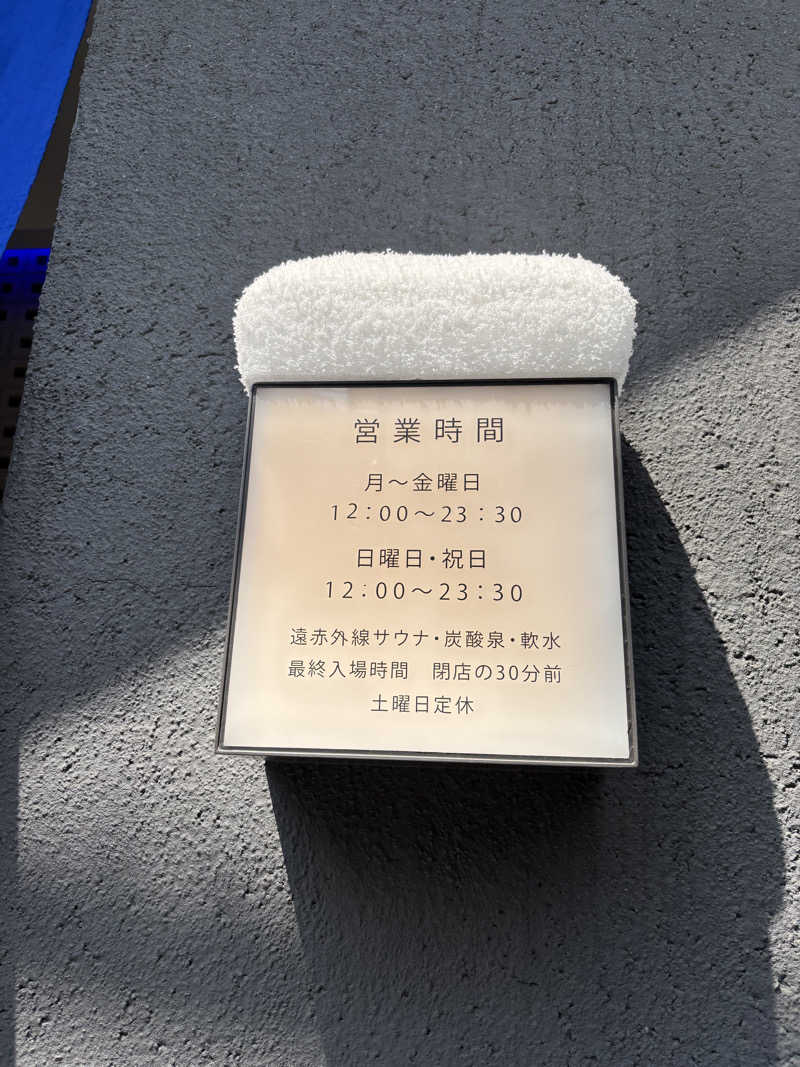 営業時間
月〜金曜日
12:00〜23:30
日曜日・祝日
12:00〜23:30
遠赤外線サウナ・炭酸泉・軟水
最終入場時間　閉店の30分前
土曜日定休